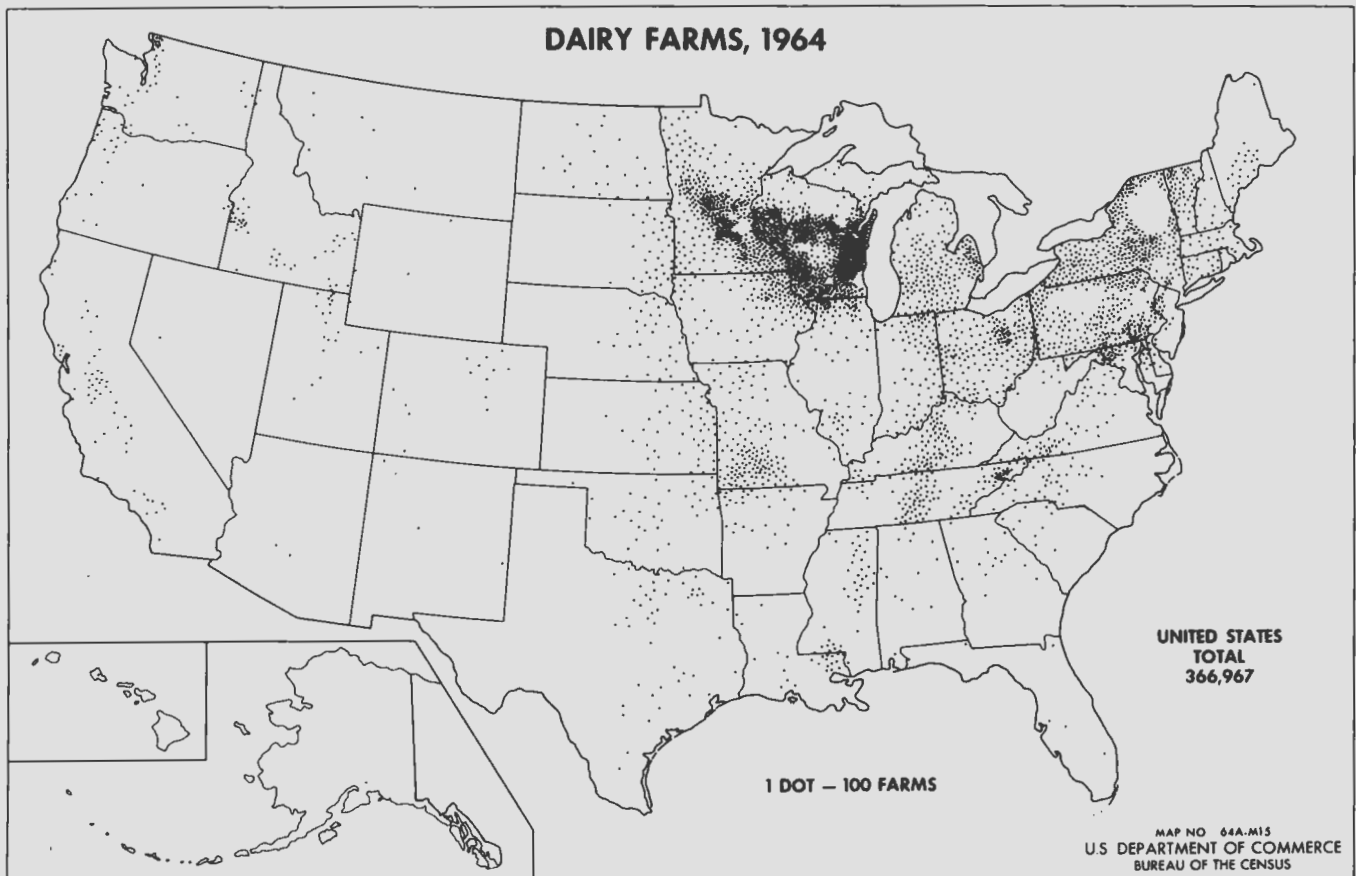 DAIRY FARMS, 1964
UNITED STATES
TOTAL
366,967
1 DOT — 100 FARMS
MAP NO 64A-M15
U.S DEPARTMENT OF COMMERCE
BUREAU OF THE CENSUS